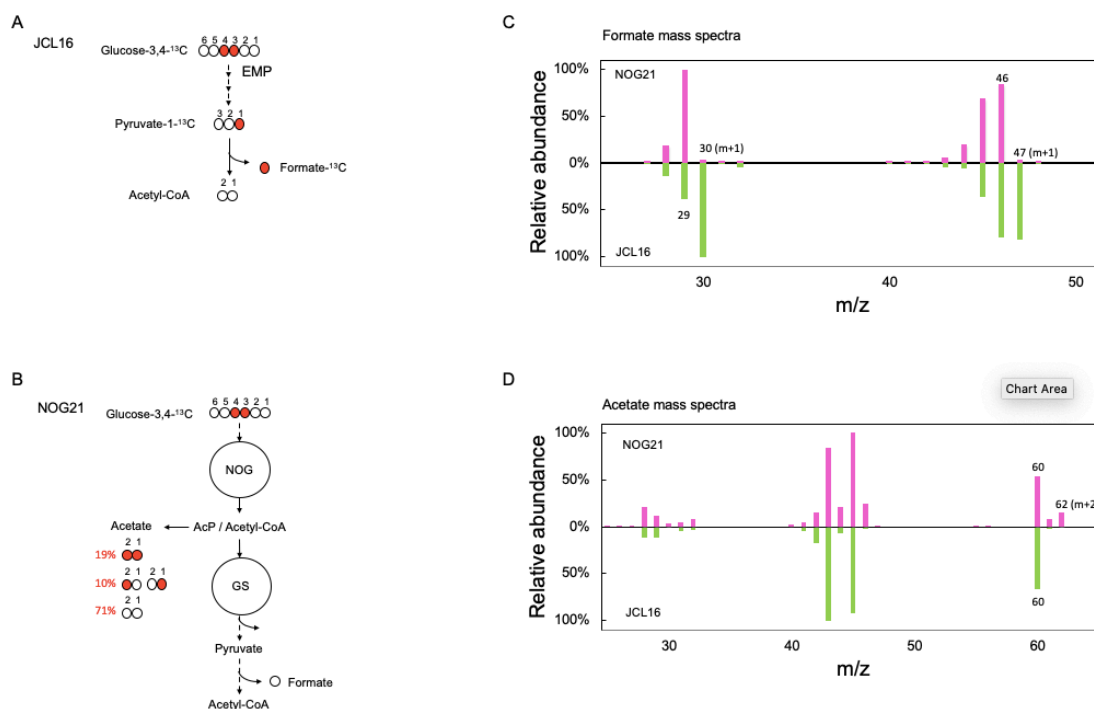 A
JCL16
6 5 4 3 2 1
Glucose-3,4-¹³C
EMP
3 2 1
Pyruvate-1-¹³C
Formate-¹³C
2 1
Acetyl-CoA
C
Formate mass spectra
NOG21
100%
50%
0%
50%
100%
Relative abundance
46
30 (m+1)
47 (m+1)
29
JCL16
30
40
50
m/z
B
NOG21
6 5 4 3 2 1
Glucose-3,4-¹³C
NOG
Acetate
AcP / Acetyl-CoA
2 1
19%
2 1 2 1
10%
2 1
71%
GS
Pyruvate
Formate
Acetyl-CoA
D
Chart Area
Acetate mass spectra
NOG21
100%
50%
0%
50%
100%
Relative abundance
60
62 (m+2
60
JCL16
30
40
50
60
m/z